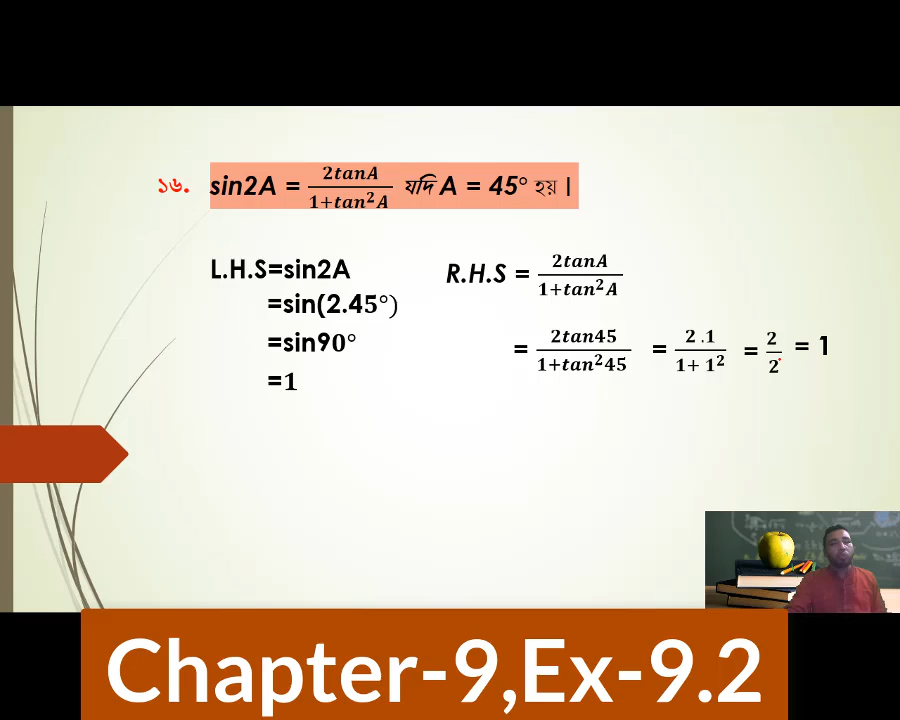 ১৬. sin2A = 2tanA/1+tan²A যদি A = 45° হয় |
L.H.S=sin2A
=sin(2.45°)
=sin90°
=1
R.H.S = 2tanA/1+tan²A
= 2tan45/1+tan²45 = 2 .1/1+ 1² = 2/2 = 1
Chapter-9,Ex-9.2